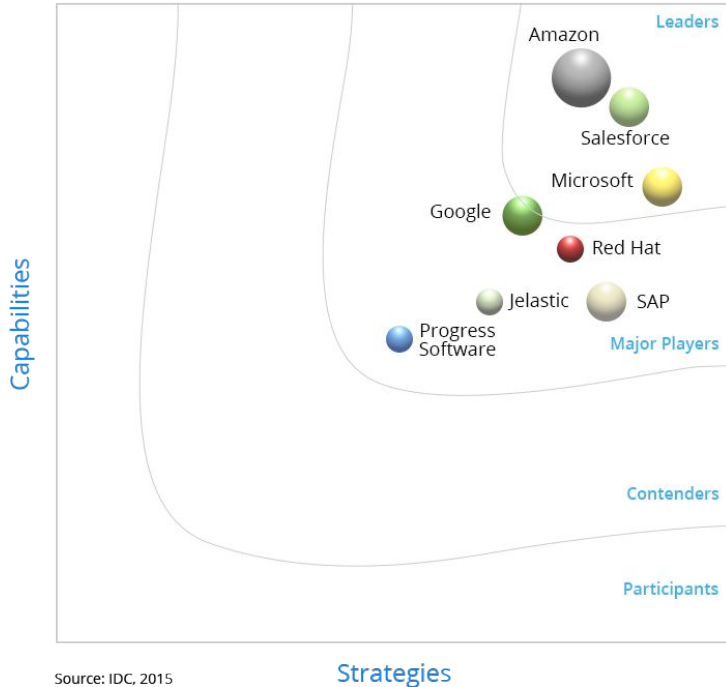 Leaders
Amazon
Salesforce
Microsoft
Google
Red Hat
Jelastic
SAP
Progress
Software
Major Players
Capabilities
Contenders
Participants
Strategies
Source: IDC, 2015